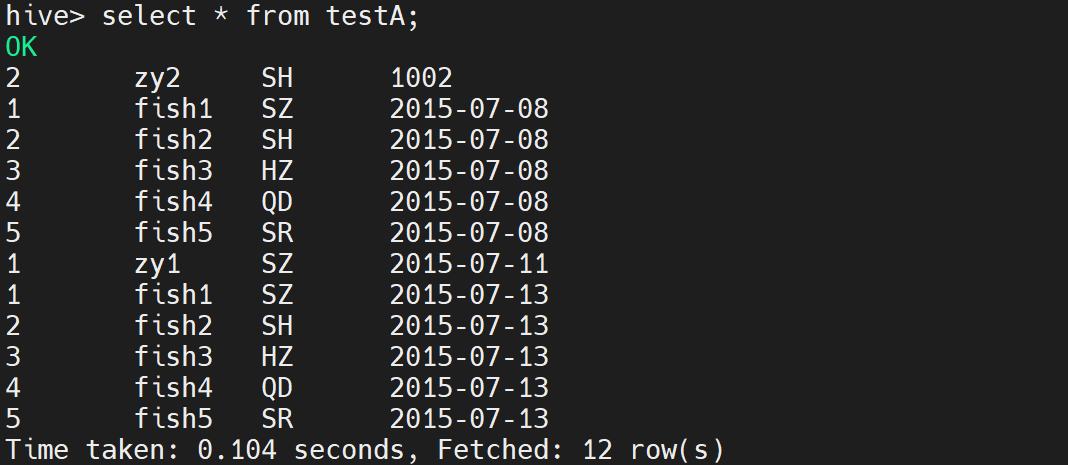 hive> select * from testA;
OK
2 zy2 SH 1002
1 fish1 SZ 2015-07-08
2 fish2 SH 2015-07-08
3 fish3 HZ 2015-07-08
4 fish4 QD 2015-07-08
5 fish5 SR 2015-07-08
1 zy1 SZ 2015-07-11
1 fish1 SZ 2015-07-13
2 fish2 SH 2015-07-13
3 fish3 HZ 2015-07-13
4 fish4 QD 2015-07-13
5 fish5 SR 2015-07-13
Time taken: 0.104 seconds, Fetched: 12 row(s)